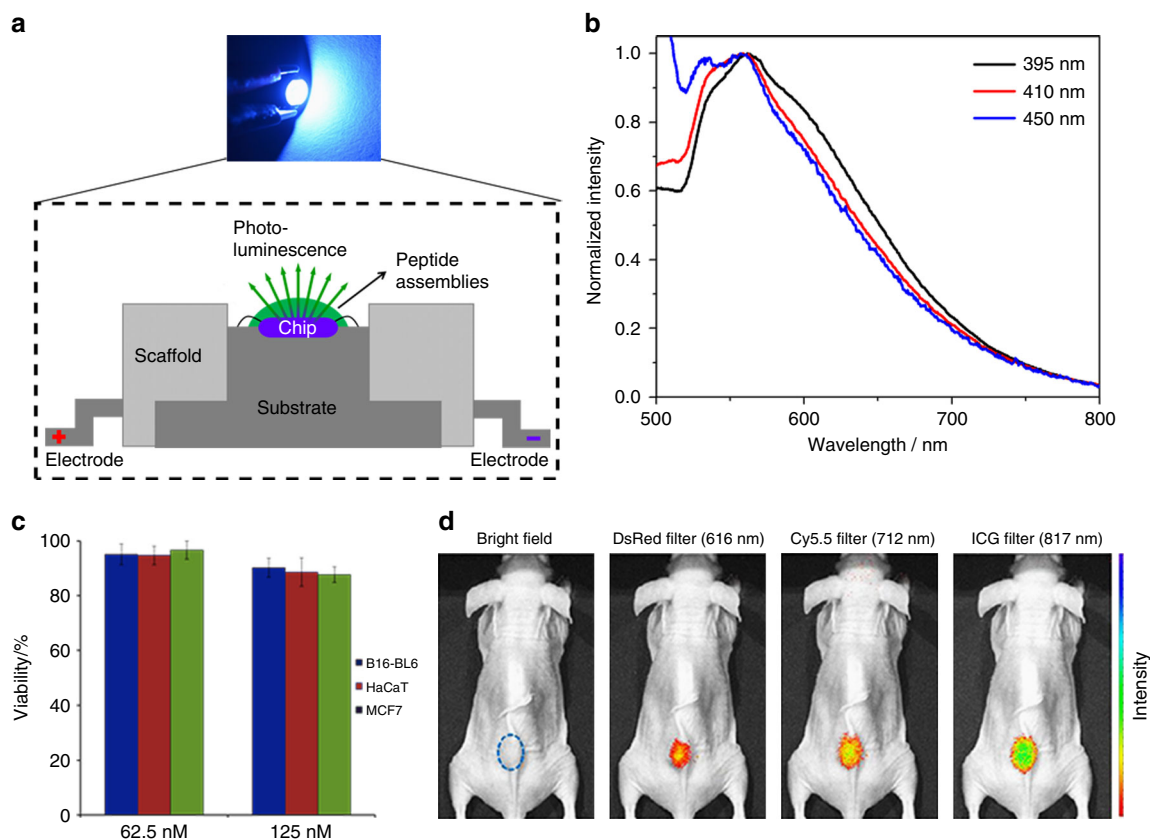 a
Photo-
luminescence
Peptide
assemblies
Chip
Scaffold
Substrate
+
−
Electrode
Electrode
b
1.0
0.8
0.6
0.4
0.2
0.0
Normalized intensity
395 nm
410 nm
450 nm
500
600
700
800
Wavelength / nm
c
100
80
60
40
20
0
Viability/%
B16-BL6
HaCaT
MCF7
62.5 nM
125 nM
d
Bright field
DsRed filter (616 nm)
Cy5.5 filter (712 nm)
ICG filter (817 nm)
Intensity